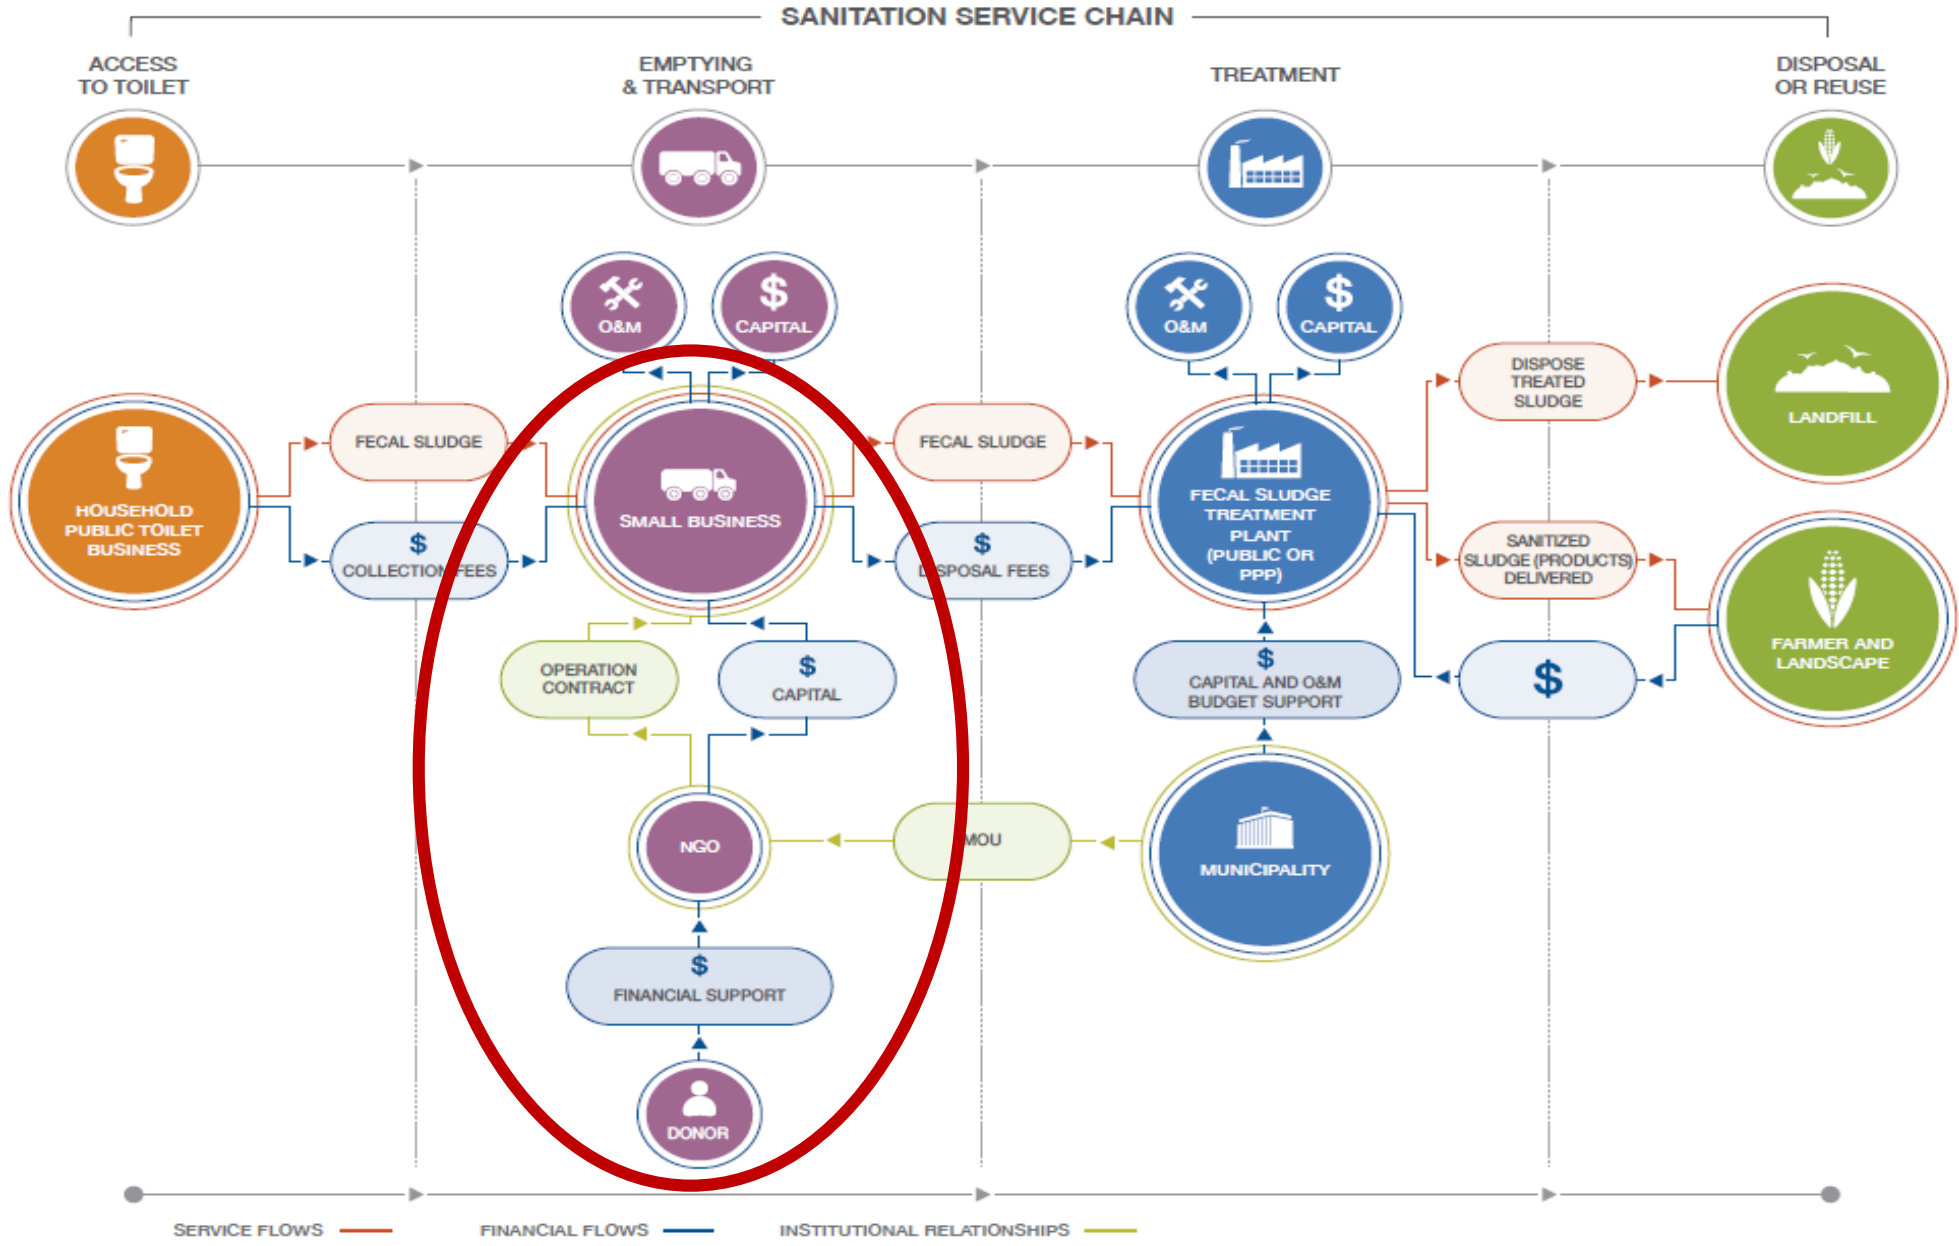 SANITATION SERVICE CHAIN
ACCESS
TO TOILET
EMPTYING
& TRANSPORT
TREATMENT
DISPOSAL
OR REUSE
O&M
$
CAPITAL
O&M
$
CAPITAL
HOUSEHOLD
PUBLIC TOILET
BUSINESS
FECAL SLUDGE
$
COLLECTION FEES
SMALL BUSINESS
FECAL SLUDGE
$
DISPOSAL FEES
FECAL SLUDGE
TREATMENT
PLANT
(PUBLIC OR
PPP)
DISPOSE
TREATED
SLUDGE
LANDFILL
SANITIZED
SLUDGE (PRODUCTS)
DELIVERED
FARMER AND
LANDSCAPE
$
OPERATION
CONTRACT
$
CAPITAL
$
CAPITAL AND O&M
BUDGET SUPPORT
NGO
MOU
MUNICIPALITY
$
FINANCIAL SUPPORT
DONOR
SERVICE FLOWS
FINANCIAL FLOWS
INSTITUTIONAL RELATIONSHIPS